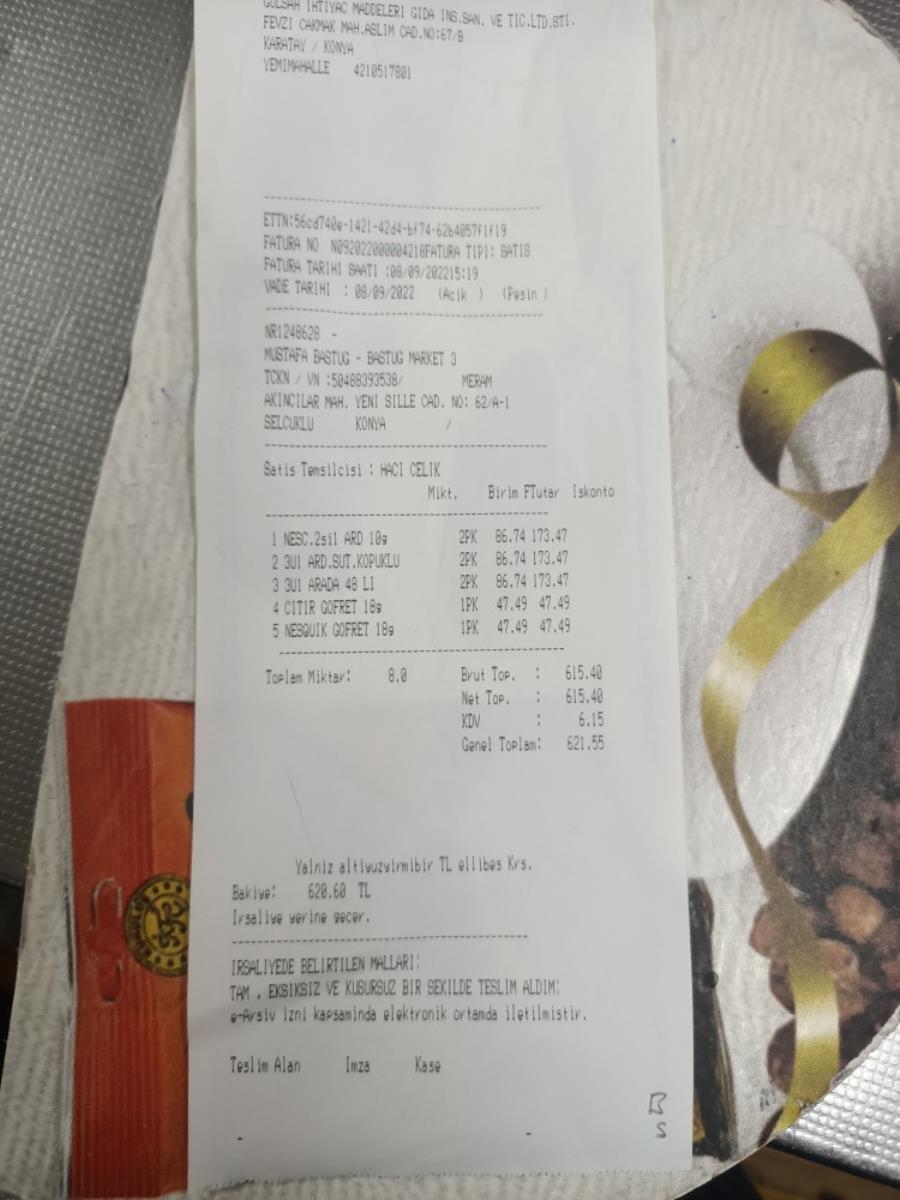 GULSAH IHTIYAC MADDELERI GIDA INS.SAN. VE TIC.LTD.STI.
FEVZI CAKMAK MAH.ASLIM CAD.NO:67/B
KARATAY / KONYA
YEMIMAHALLE 4210517801
ETTN:56cd740e-1421-42d4-bf74-62b4057f1f19
FATURA NO N092022000004218FATURA TIPI: SATIS
FATURA TARIHI SAATI :08/09/202215:19
VADE TARIHI : 08/09/2022 (Acik ) (Pesin )
NR1248628 -
MUSTAFA BASTUG - BASTUG MARKET 3
TCKN / VN :50488393538/ MERAM
AKINCILAR MAH. YENI SILLE CAD. NO: 62/A-1
SELCUKLU KONYA /
Satis Temsilcisi : HACI CELIK
Mikt. Birim FTutar Iskonto
1 NESC.2si1 ARD 10g 2PK 86.74 173.47
2 3U1 ARD.SUT.KOPUKLU 2PK 86.74 173.47
3 3U1 ARADA 48 LI 2PK 86.74 173.47
4 CITIR GOFRET 18g 1PK 47.49 47.49
5 NESQUIK GOFRET 18g 1PK 47.49 47.49
Toplam Miktar: 8.0 Brut Top. : 615.40
Net Top. : 615.40
KDV : 6.15
Genel Toplam: 621.55
Yalniz altiyuzyirmibir TL ellibes Krs.
Bakiye: 620.60 TL
Irsaliye yerine gecer.
IRSALIYEDE BELIRTILEN MALLARI:
TAM , EKSIKSIZ VE KUSURSUZ BIR SEKILDE TESLIM ALDIM:
e-Arsiv izni kapsaminda elektronik ortamda iletilmistir.
Teslim Alan Imza Kase
B
S